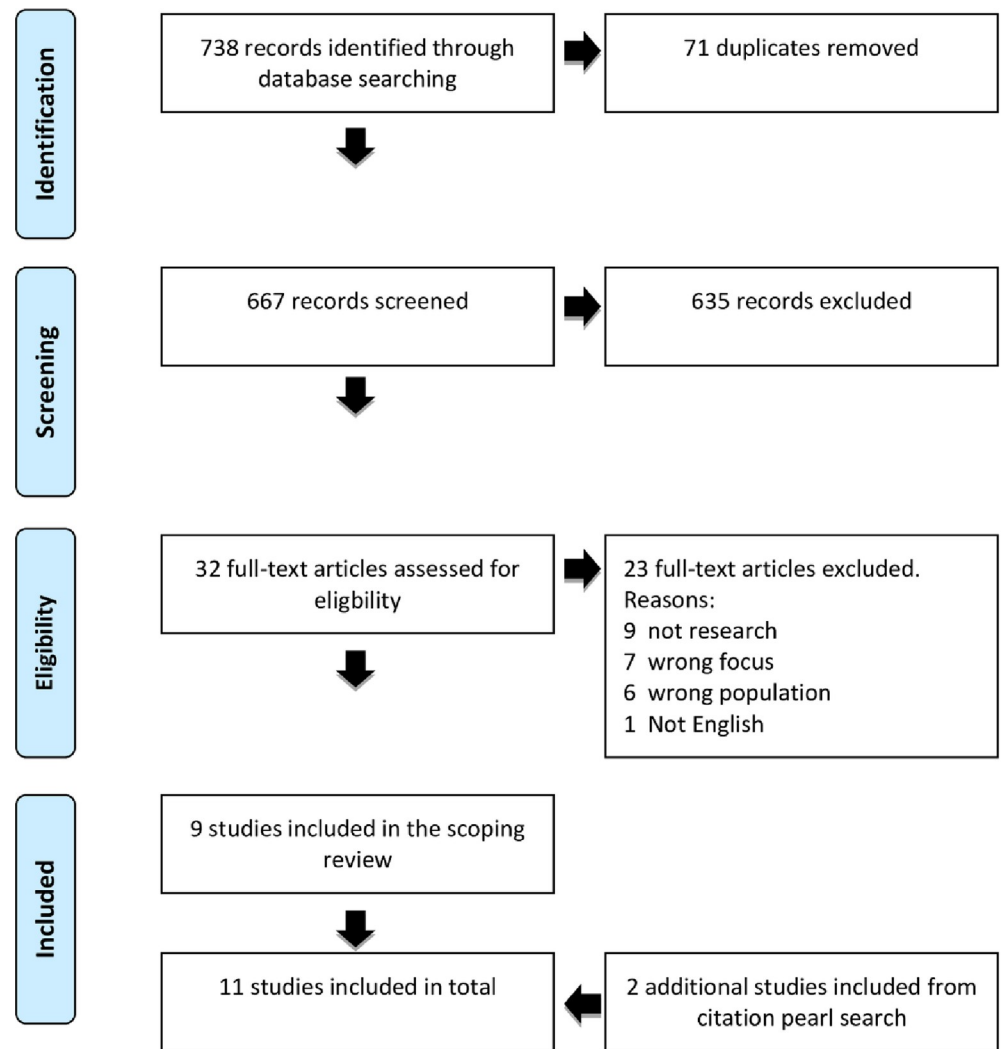 Identification
738 records identified through
database searching
71 duplicates removed
Screening
667 records screened
635 records excluded
Eligibility
32 full-text articles assessed for
eligbility
23 full-text articles excluded.
Reasons:
9 not research
7 wrong focus
6 wrong population
1 Not English
Included
9 studies included in the scoping
review
11 studies included in total
2 additional studies included from
citation pearl search